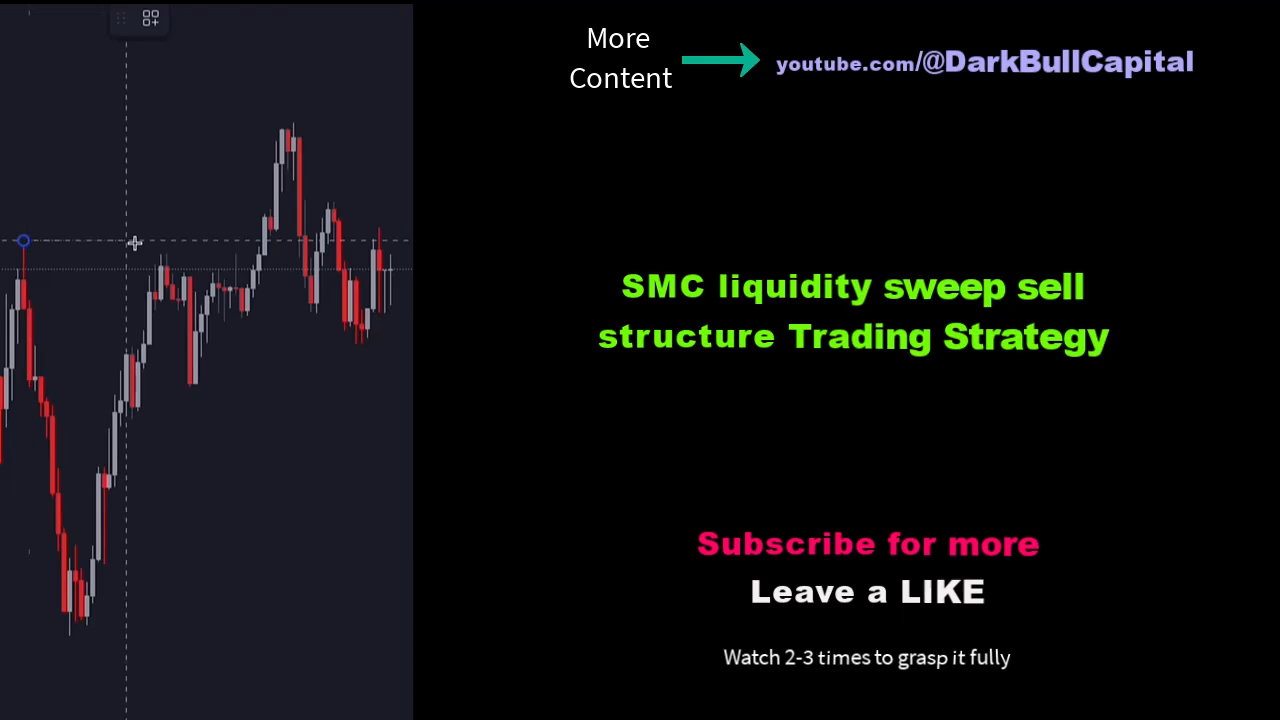 More
Content
youtube.com/@DarkBullCapital
SMC liquidity sweep sell
structure Trading Strategy
Subscribe for more
Leave a LIKE
Watch 2-3 times to grasp it fully